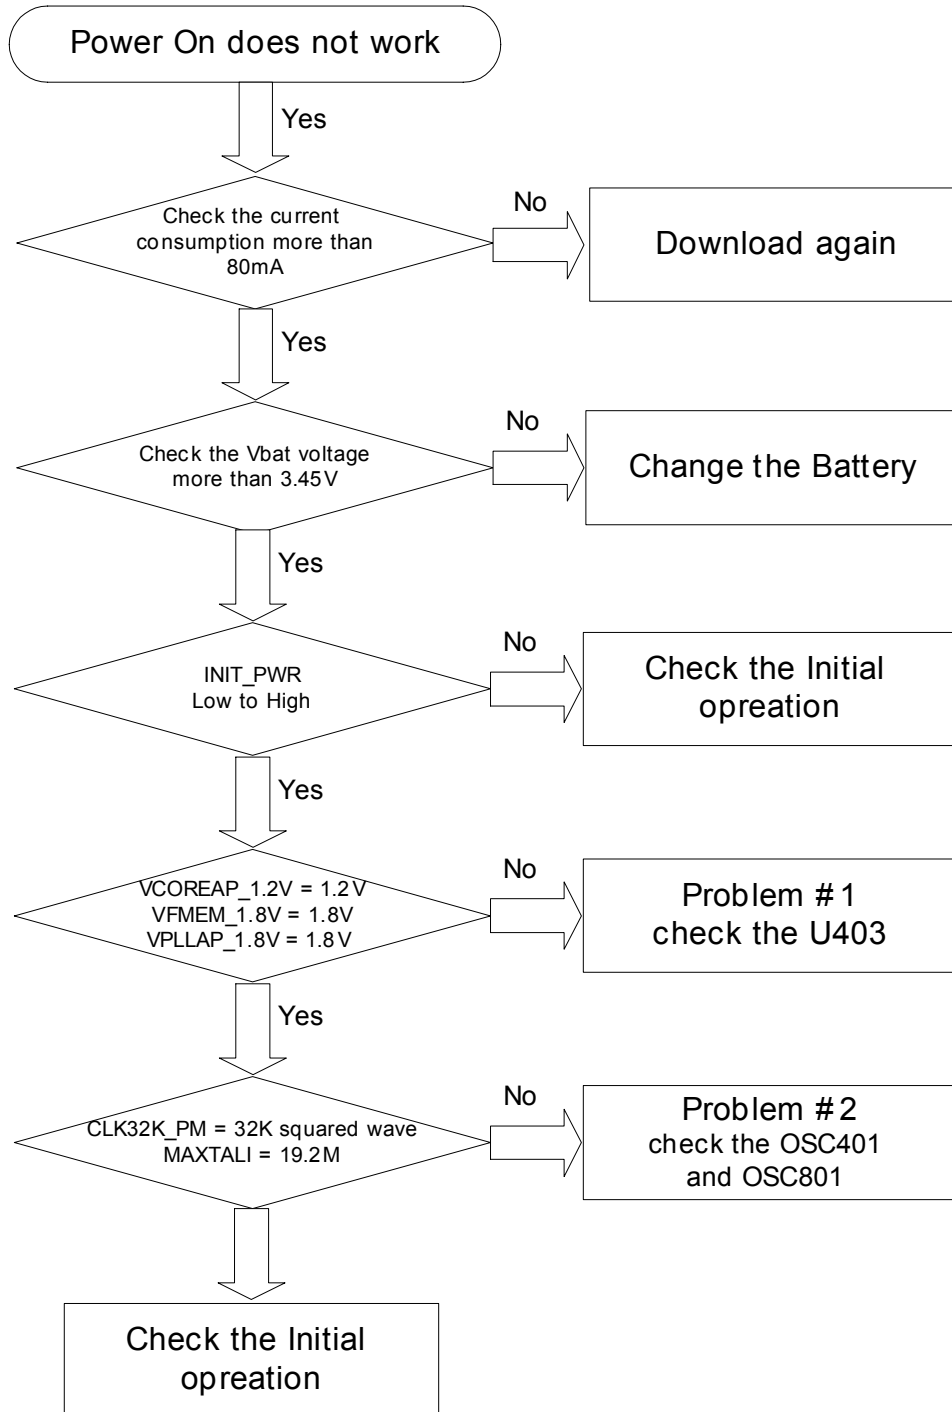 Power On does not work
Yes
Check the current
consumption more than
80mA
No
Download again
Yes
Check the Vbat voltage
more than 3.45V
No
Change the Battery
Yes
INIT_PWR
Low to High
No
Check the Initial
opreation
Yes
VCOREAP_1.2V = 1.2V
VFMEM_1.8V = 1.8V
VPLLAP_1.8V = 1.8V
No
Problem #1
check the U403
Yes
CLK32K_PM = 32K squared wave
MAXTALI = 19.2M
No
Problem #2
check the OSC401
and OSC801
Check the Initial
opreation